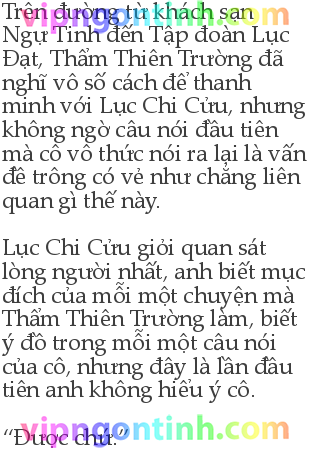 Trên đường từ khách sạn
vipngontinh.com
Ngự Tình đến Tập đoàn Lục
Đạt, Thẩm Thiên Trường đã
nghĩ vô số cách để thanh
minh với Lục Chi Cửu, nhưng
không ngờ câu nói đầu tiên
mà cô vô thức nói ra lại là vấn
đề trông có vẻ như chẳng liên
quan gì thế này.
Lục Chi Cửu giỏi quan sát
lòng người nhất, anh biết mục
đích của mỗi một chuyện mà
Thẩm Thiên Trường làm, biết
ý đồ trong mỗi một câu nói
của cô, nhưng đây là lần đầu
tiên anh không hiểu ý cô.
vipngontinh.com
“Được chứ.”